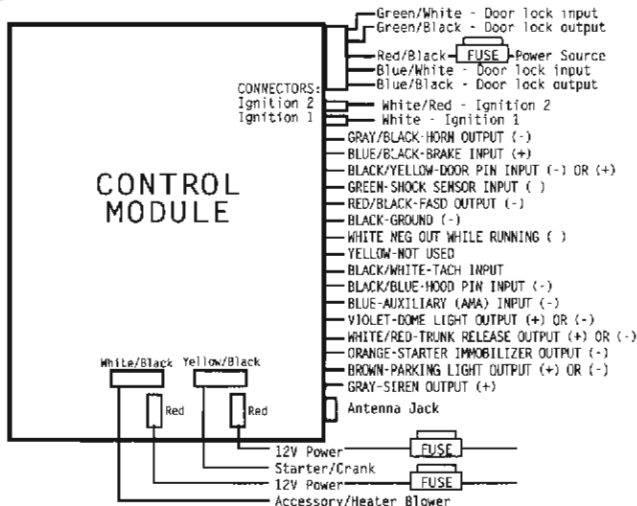 Green/White - Door lock input
Green/Black - Door lock output
Red/Black FUSE Power Source
Blue/White - Door lock input
Blue/Black - Door lock output
CONNECTORS:
Ignition 2 White/Red - Ignition 2
Ignition 1 White - Ignition 1
GRAY/BLACK-HORN OUTPUT (-)
BLUE/BLACK-BRAKE INPUT (+)
BLACK/YELLOW-DOOR PIN INPUT (-) OR (+)
GREEN-SHOCK SENSOR INPUT ( )
RED/BLACK-FASD OUTPUT (-)
BLACK-GROUND (-)
WHITE NEG OUT WHILE RUNNING ( )
YELLOW-NOT USED
BLACK/WHITE-TACH INPUT
BLACK/BLUE-HOOD PIN INPUT (-)
BLUE-AUXILIARY (AMA) INPUT (-)
VIOLET-DOME LIGHT OUTPUT (+) OR (-)
WHITE/RED-TRUNK RELEASE OUTPUT (+) OR (-)
ORANGE-STARTER IMMOBILIZER OUTPUT (-)
BROWN-PARKING LIGHT OUTPUT (+) OR (-)
GRAY-SIREN OUTPUT (+)
Antenna Jack
CONTROL
MODULE
White/Black Yellow/Black
Red Red
12V Power FUSE
Starter/Crank
12V Power FUSE
Accessory/Heater Blower